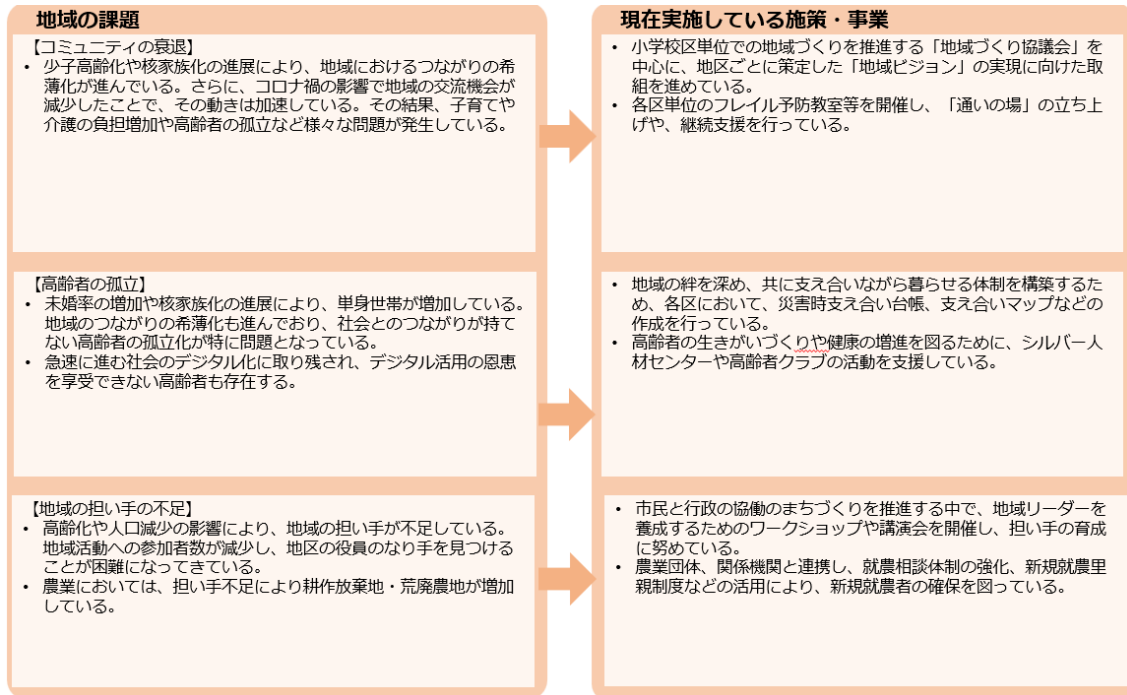 地域の課題
【コミュニティの衰退】
• 少子高齢化や核家族化の進展により、地域におけるつながりの希
薄化が進んでいる。さらに、コロナ禍の影響で地域の交流機会が
減少したことで、その動きは加速している。その結果、子育てや
介護の負担増加や高齢者の孤立など様々な問題が発生している。
【高齢者の孤立】
• 未婚率の増加や核家族化の進展により、単身世帯が増加している。
地域のつながりの希薄化も進んでおり、社会とのつながりが持て
ない高齢者の孤立化が特に問題となっている。
• 急速に進む社会のデジタル化に取り残され、デジタル活用の恩恵
を享受できない高齢者も存在する。
【地域の担い手の不足】
• 高齢化や人口減少の影響により、地域の担い手が不足している。
地域活動への参加者数が減少し、地区の役員のなり手を見つける
ことが困難になってきている。
• 農業においては、担い手不足により耕作放棄地・荒廃農地が増加
している。
現在実施している施策・事業
• 小学校区単位での地域づくりを推進する「地域づくり協議会」を
中心に、地区ごとに策定した「地域ビジョン」の実現に向けた取
組を進めている。
• 各区単位のフレイル予防教室等を開催し、「通いの場」の立ち上
げや、継続支援を行っている。
• 地域の絆を深め、共に支え合いながら暮らせる体制を構築するた
め、各区において、災害時支え合い台帳、支え合いマップなどの
作成を行っている。
• 高齢者の生きがいづくりや健康の増進を図るために、シルバー人
材センターや高齢者クラブの活動を支援している。
• 市民と行政の協働のまちづくりを推進する中で、地域リーダーを
養成するためのワークショップや講演会を開催し、担い手の育成
に努めている。
• 農業団体、関係機関と連携し、就農相談体制の強化、新規就農里
親制度などの活用により、新規就農者の確保を図っている。